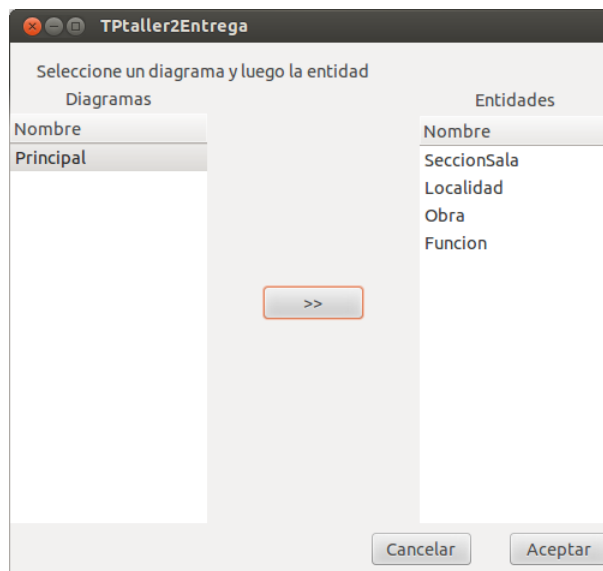 TPtaller2Entrega
Seleccione un diagrama y luego la entidad
Diagramas
Entidades
Nombre
Nombre
Principal
SeccionSala
Localidad
Obra
Funcion
>>
Cancelar
Aceptar